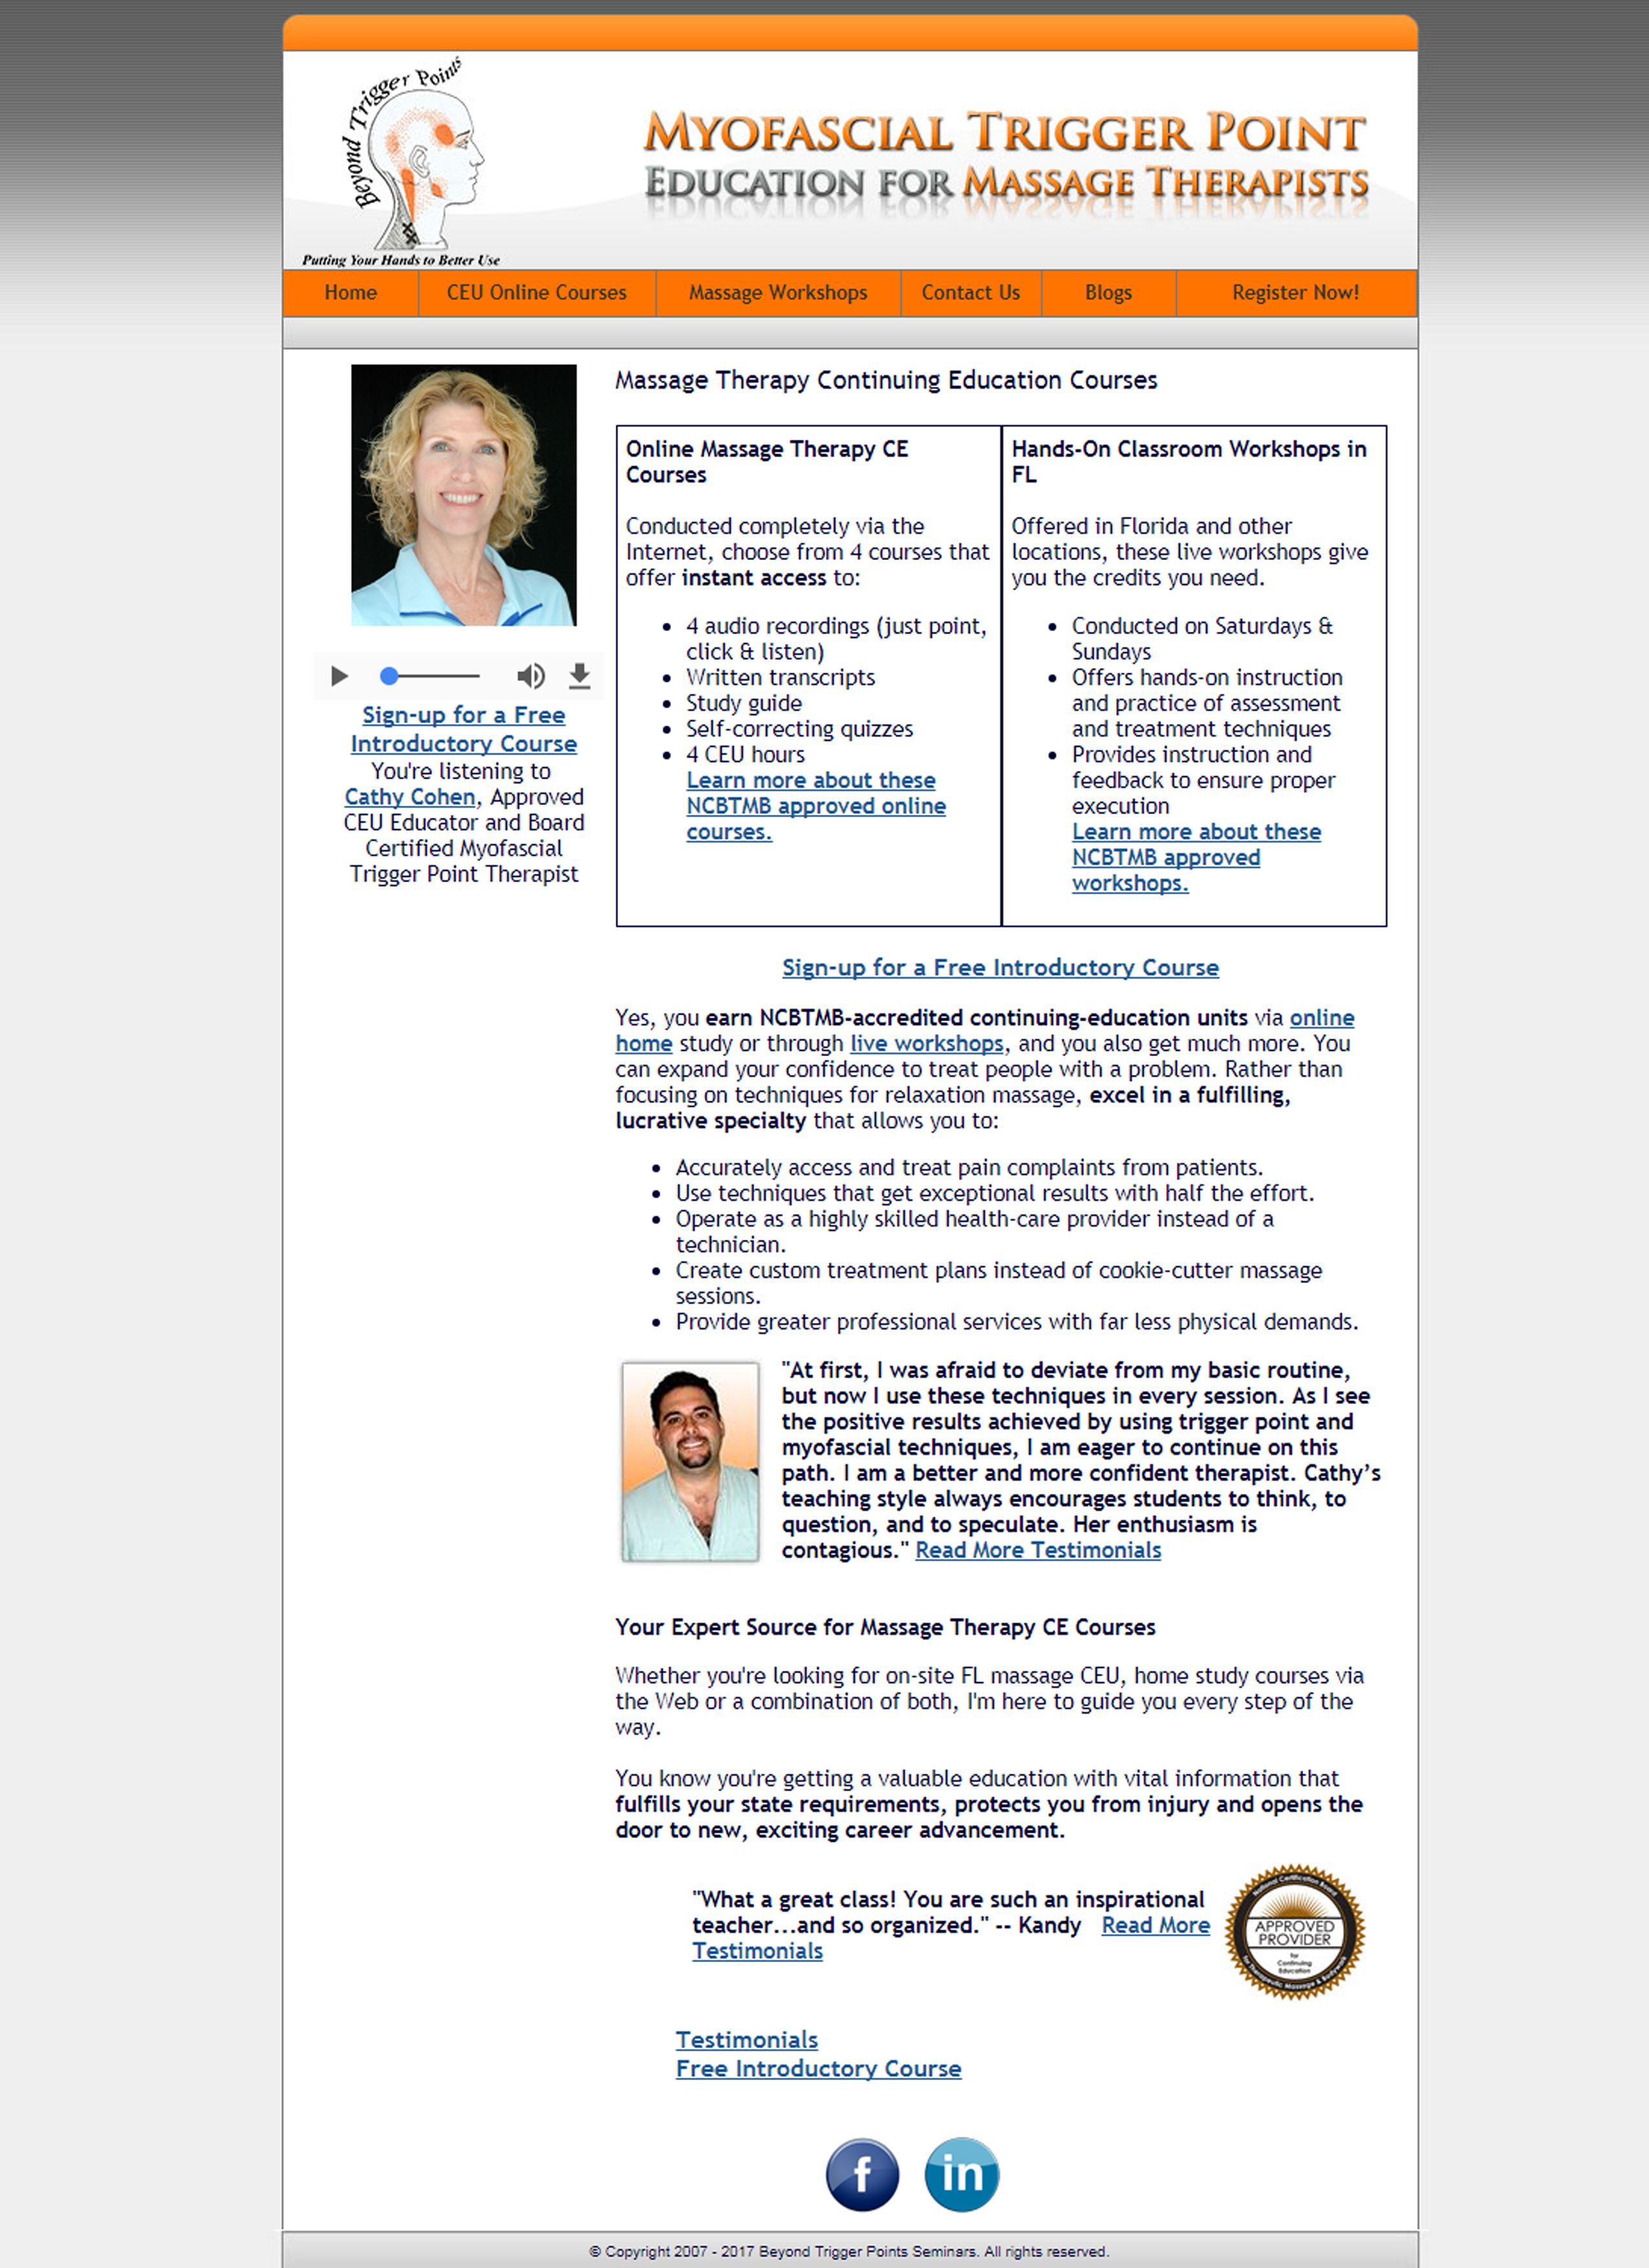 Beyond Trigger Points
Putting Your Hands to Better Use
MYOFASCIAL TRIGGER POINT
EDUCATION FOR MASSAGE THERAPISTS
Home
CEU Online Courses
Massage Workshops
Contact Us
Blogs
Register Now!
Sign-up for a Free
Introductory Course
You're listening to
Cathy Cohen, Approved
CEU Educator and Board
Certified Myofascial
Trigger Point Therapist
Massage Therapy Continuing Education Courses
Online Massage Therapy CE
Courses
Conducted completely via the
Internet, choose from 4 courses that
offer instant access to:
• 4 audio recordings (just point,
click & listen)
• Written transcripts
• Study guide
• Self-correcting quizzes
• 4 CEU hours
Learn more about these
NCBTMB approved online
courses.
Hands-On Classroom Workshops in
FL
Offered in Florida and other
locations, these live workshops give
you the credits you need.
• Conducted on Saturdays &
Sundays
• Offers hands-on instruction
and practice of assessment
and treatment techniques
• Provides instruction and
feedback to ensure proper
execution
Learn more about these
NCBTMB approved
workshops.
Sign-up for a Free Introductory Course
Yes, you earn NCBTMB-accredited continuing-education units via online
home study or through live workshops, and you also get much more. You
can expand your confidence to treat people with a problem. Rather than
focusing on techniques for relaxation massage, excel in a fulfilling,
lucrative specialty that allows you to:
• Accurately access and treat pain complaints from patients.
• Use techniques that get exceptional results with half the effort.
• Operate as a highly skilled health-care provider instead of a
technician.
• Create custom treatment plans instead of cookie-cutter massage
sessions.
• Provide greater professional services with far less physical demands.
"At first, I was afraid to deviate from my basic routine,
but now I use these techniques in every session. As I see
the positive results achieved by using trigger point and
myofascial techniques, I am eager to continue on this
path. I am a better and more confident therapist. Cathy’s
teaching style always encourages students to think, to
question, and to speculate. Her enthusiasm is
contagious." Read More Testimonials
Your Expert Source for Massage Therapy CE Courses
Whether you're looking for on-site FL massage CEU, home study courses via
the Web or a combination of both, I'm here to guide you every step of the
way.
You know you're getting a valuable education with vital information that
fulfills your state requirements, protects you from injury and opens the
door to new, exciting career advancement.
"What a great class! You are such an inspirational
teacher...and so organized." -- Kandy Read More
Testimonials
National Certification Board
APPROVED
PROVIDER
for
Continuing
Education
for Therapeutic Massage & Bodywork
Testimonials
Free Introductory Course
f
in
© Copyright 2007 - 2017 Beyond Trigger Points Seminars. All rights reserved.